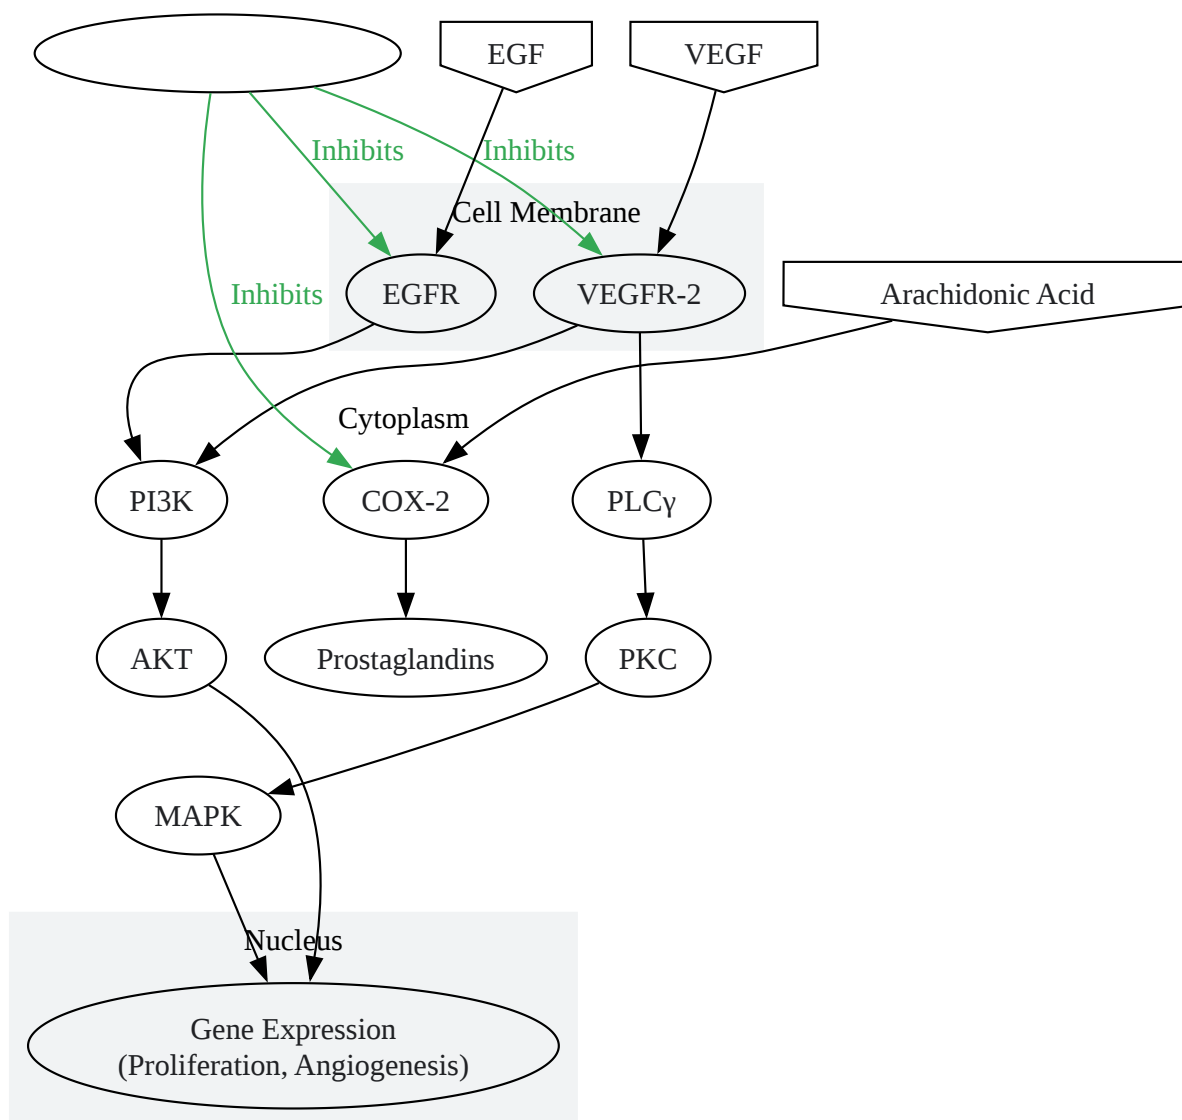 EGF
VEGF
Inhibits
Inhibits
Cell Membrane
EGFR
VEGFR-2
Inhibits
Arachidonic Acid
Cytoplasm
PI3K
COX-2
PLCγ
AKT
Prostaglandins
PKC
MAPK
Nucleus
Gene Expression
(Proliferation, Angiogenesis)